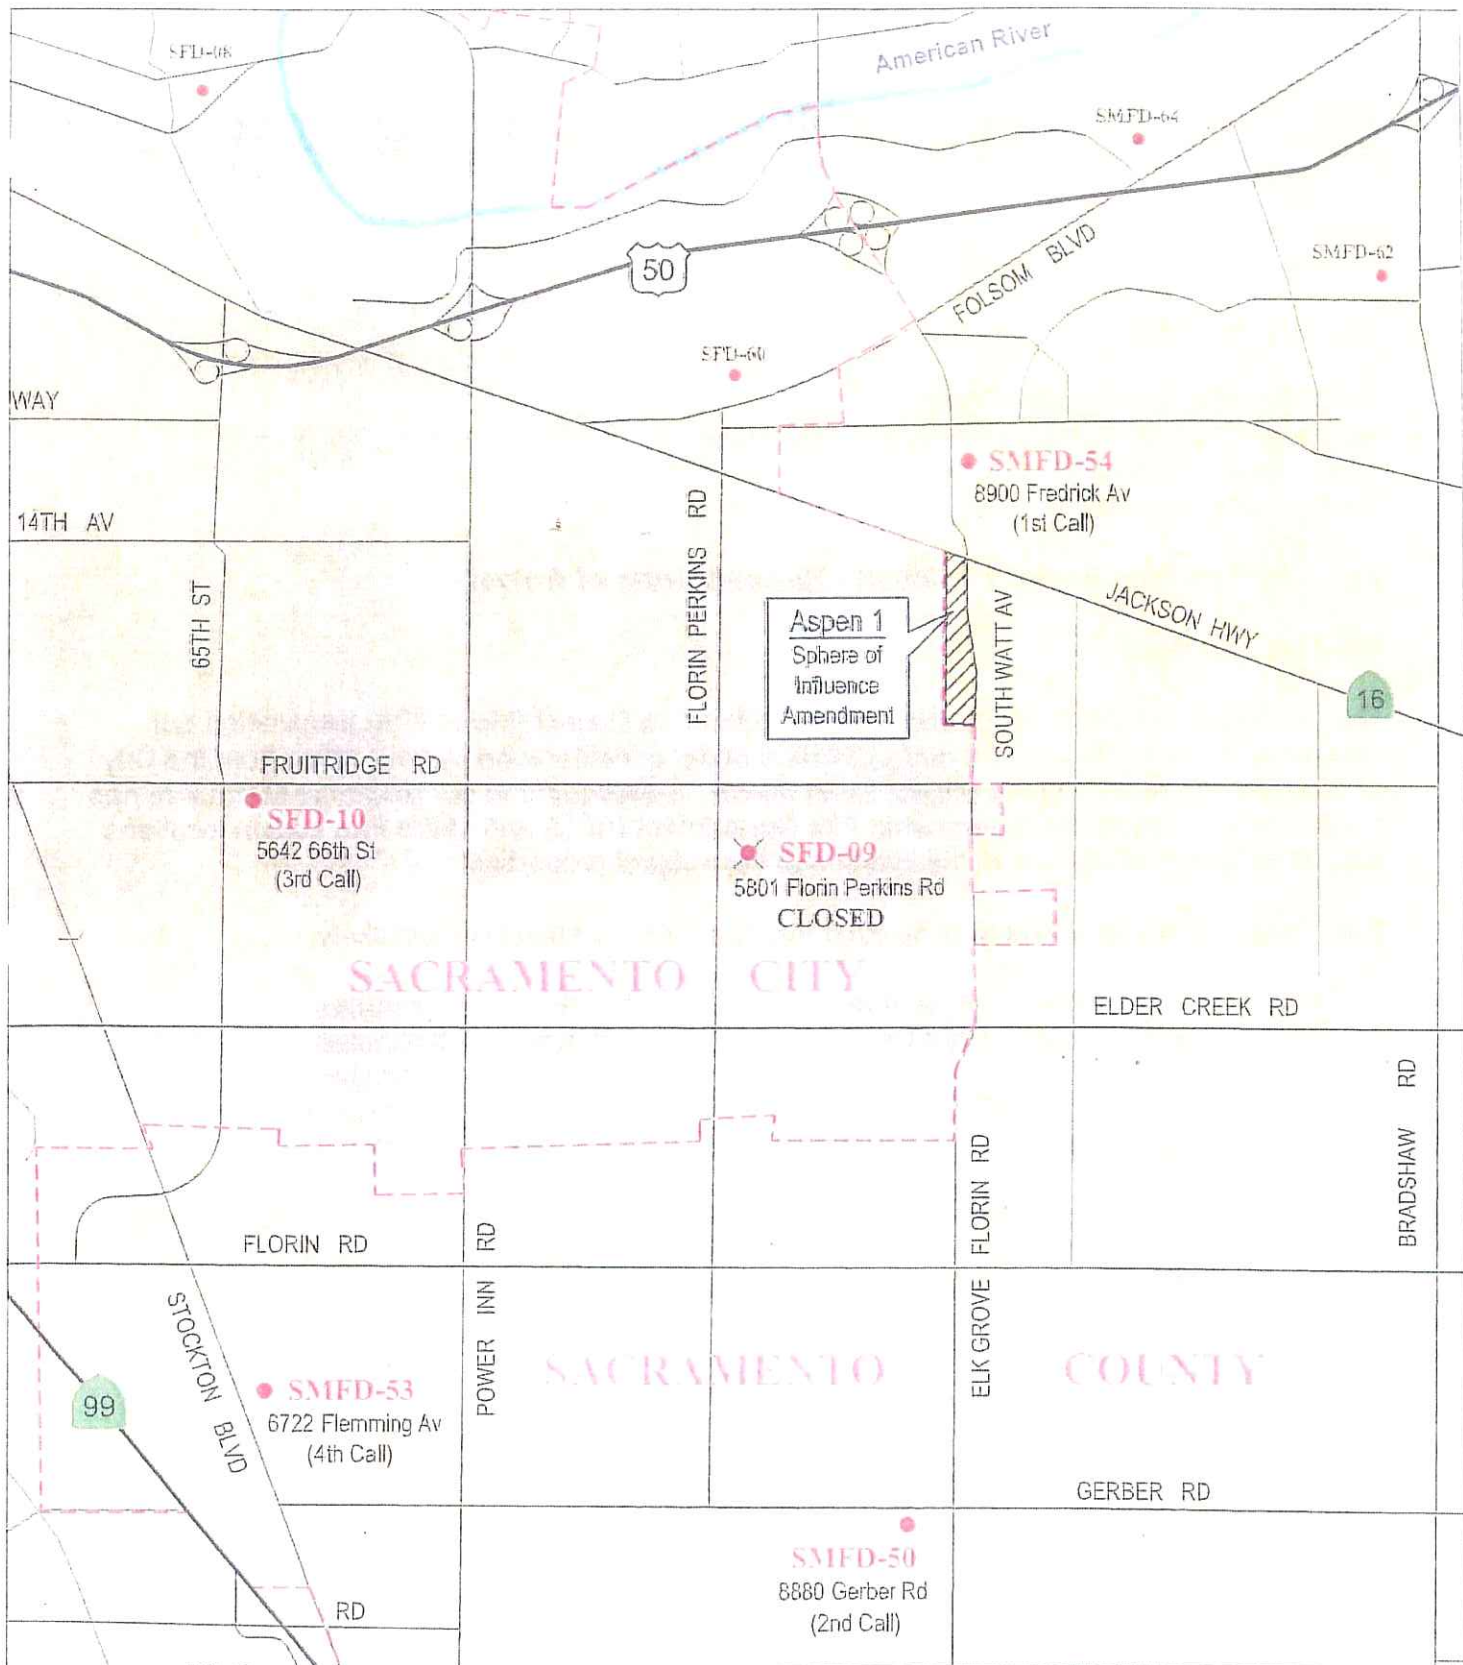 American River
SFD-08
SMFD-64
SMFD-62
50
FOLSOM BLVD
SFD-60
WAY
SMFD-54
8900 Fredrick Av
(1st Call)
14TH AV
65TH ST
FLORIN PERKINS RD
Aspen 1
Sphere of
Influence
Amendment
SOUTH WATT AV
JACKSON HWY
16
FRUITRIDGE RD
SFD-10
5642 66th St
(3rd Call)
SFD-09
5801 Florin Perkins Rd
CLOSED
SACRAMENTO CITY
ELDER CREEK RD
BRADSHAW RD
FLORIN RD
POWER INN RD
ELK GROVE FLORIN RD
STOCKTON BLVD
SACRAMENTO COUNTY
99
SMFD-53
6722 Flemming Av
(4th Call)
GERBER RD
SMFD-50
8880 Gerber Rd
(2nd Call)
RD